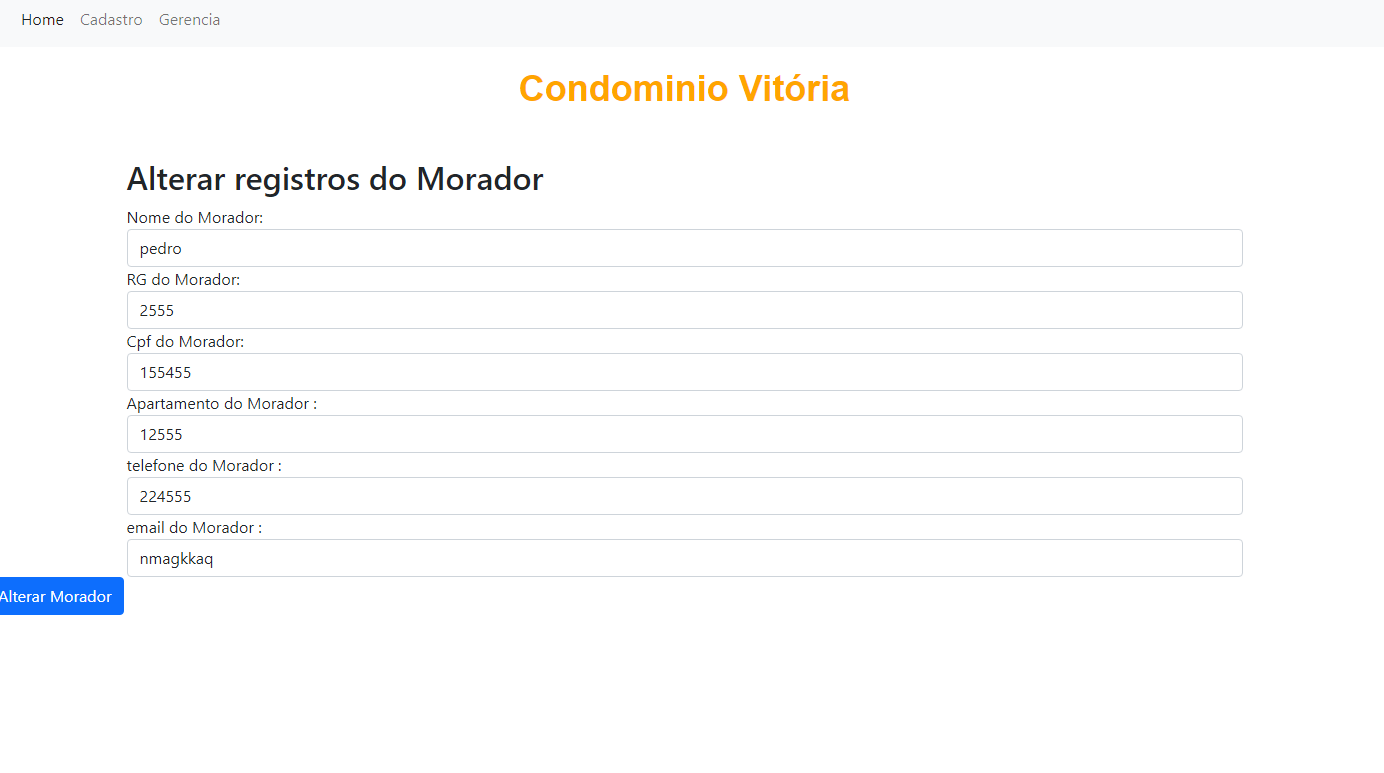 Home Cadastro Gerencia
Condominio Vitória
Alterar registros do Morador
Nome do Morador:
pedro
RG do Morador:
2555
Cpf do Morador:
155455
Apartamento do Morador :
12555
telefone do Morador :
224555
email do Morador :
nmagkkaq
Alterar Morador